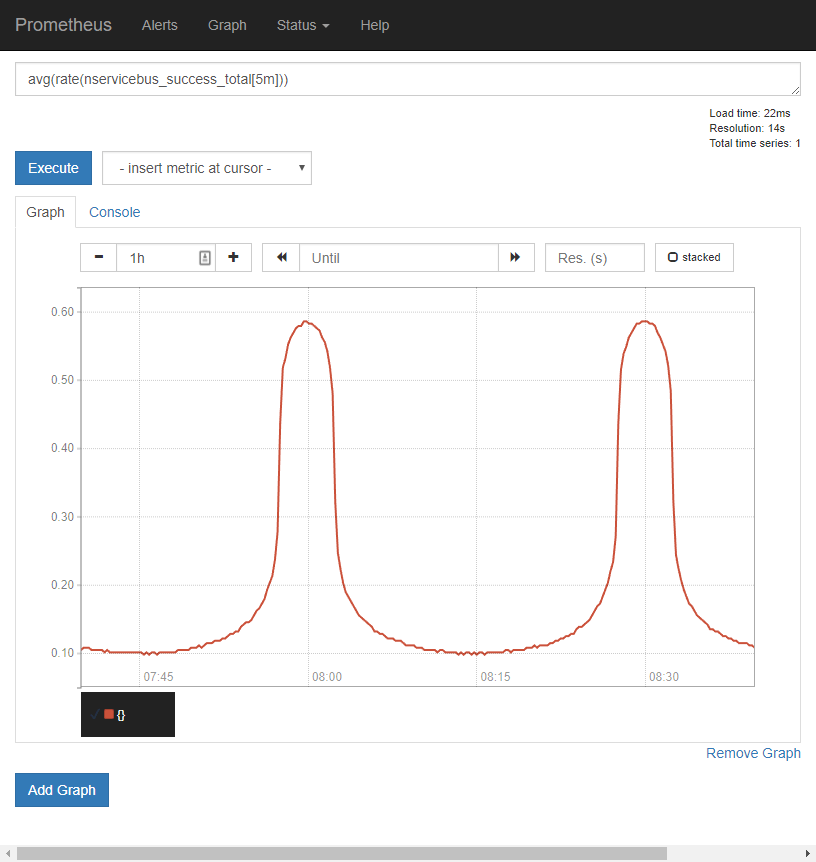 Prometheus Alerts Graph Status Help
avg(rate(nservicebus_success_total[5m]))
Load time: 22ms
Resolution: 14s
Total time series: 1
Execute - insert metric at cursor -
Graph Console
1h Until Res. (s) stacked
0.60
0.50
0.40
0.30
0.20
0.10
07:45 08:00 08:15 08:30
{}
Remove Graph
Add Graph